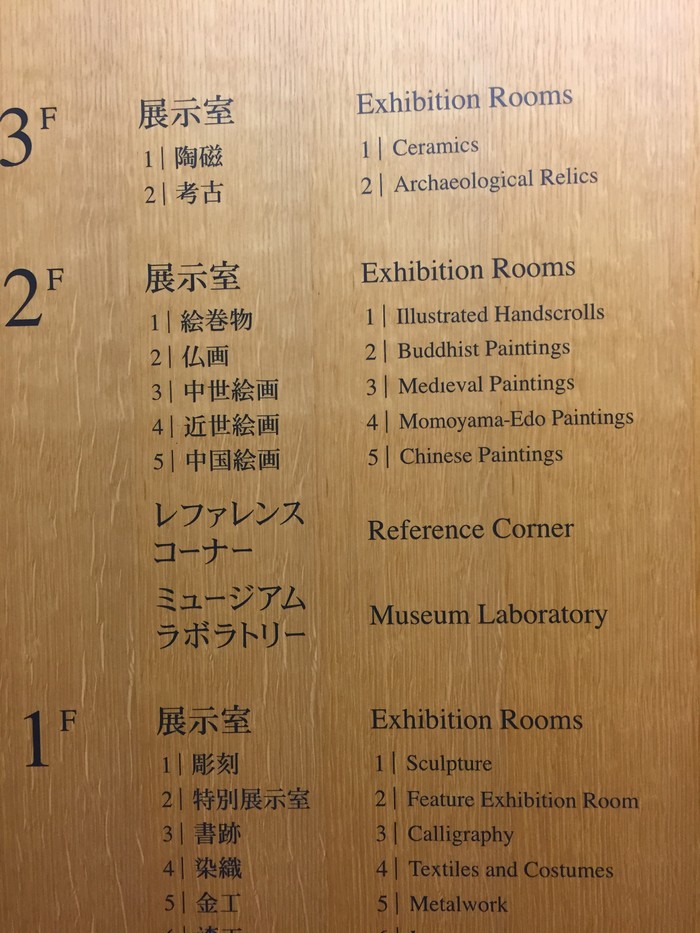 3F 展示室 Exhibition Rooms
1| 陶磁 1| Ceramics
2| 考古 2| Archaeological Relics
2F 展示室 Exhibition Rooms
1| 絵巻物 1| Illustrated Handscrolls
2| 仏画 2| Buddhist Paintings
3| 中世絵画 3| Medieval Paintings
4| 近世絵画 4| Momoyama-Edo Paintings
5| 中国絵画 5| Chinese Paintings
レファレンス
コーナー Reference Corner
ミュージアム
ラボラトリー Museum Laboratory
1F 展示室 Exhibition Rooms
1| 彫刻 1| Sculpture
2| 特別展示室 2| Feature Exhibition Room
3| 書跡 3| Calligraphy
4| 染織 4| Textiles and Costumes
5| 金工 5| Metalwork